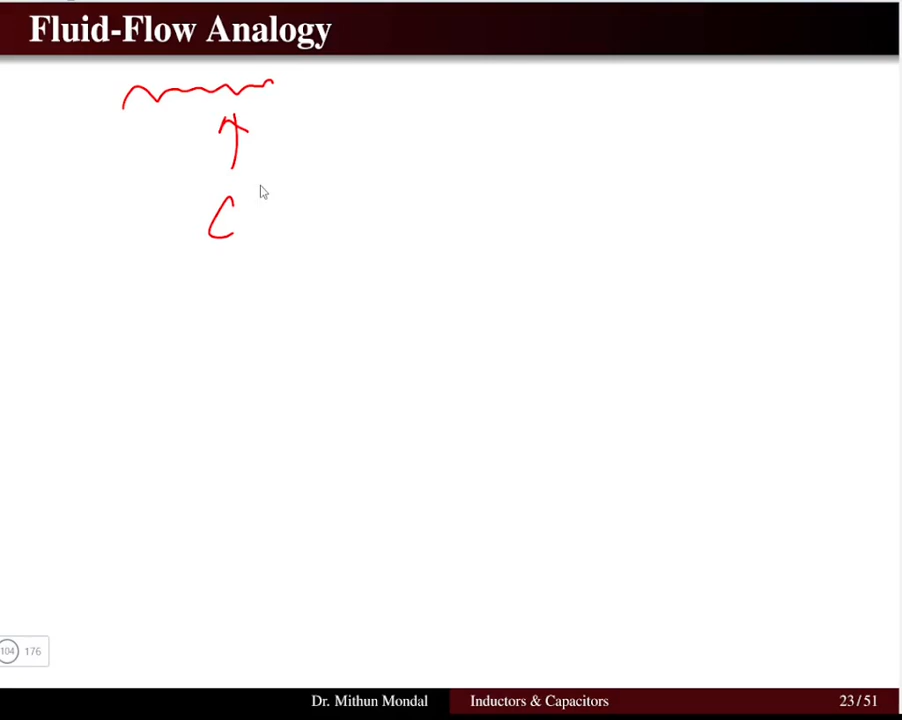 Fluid-Flow Analogy
C
104 176
Dr. Mithun Mondal Inductors & Capacitors 23/51